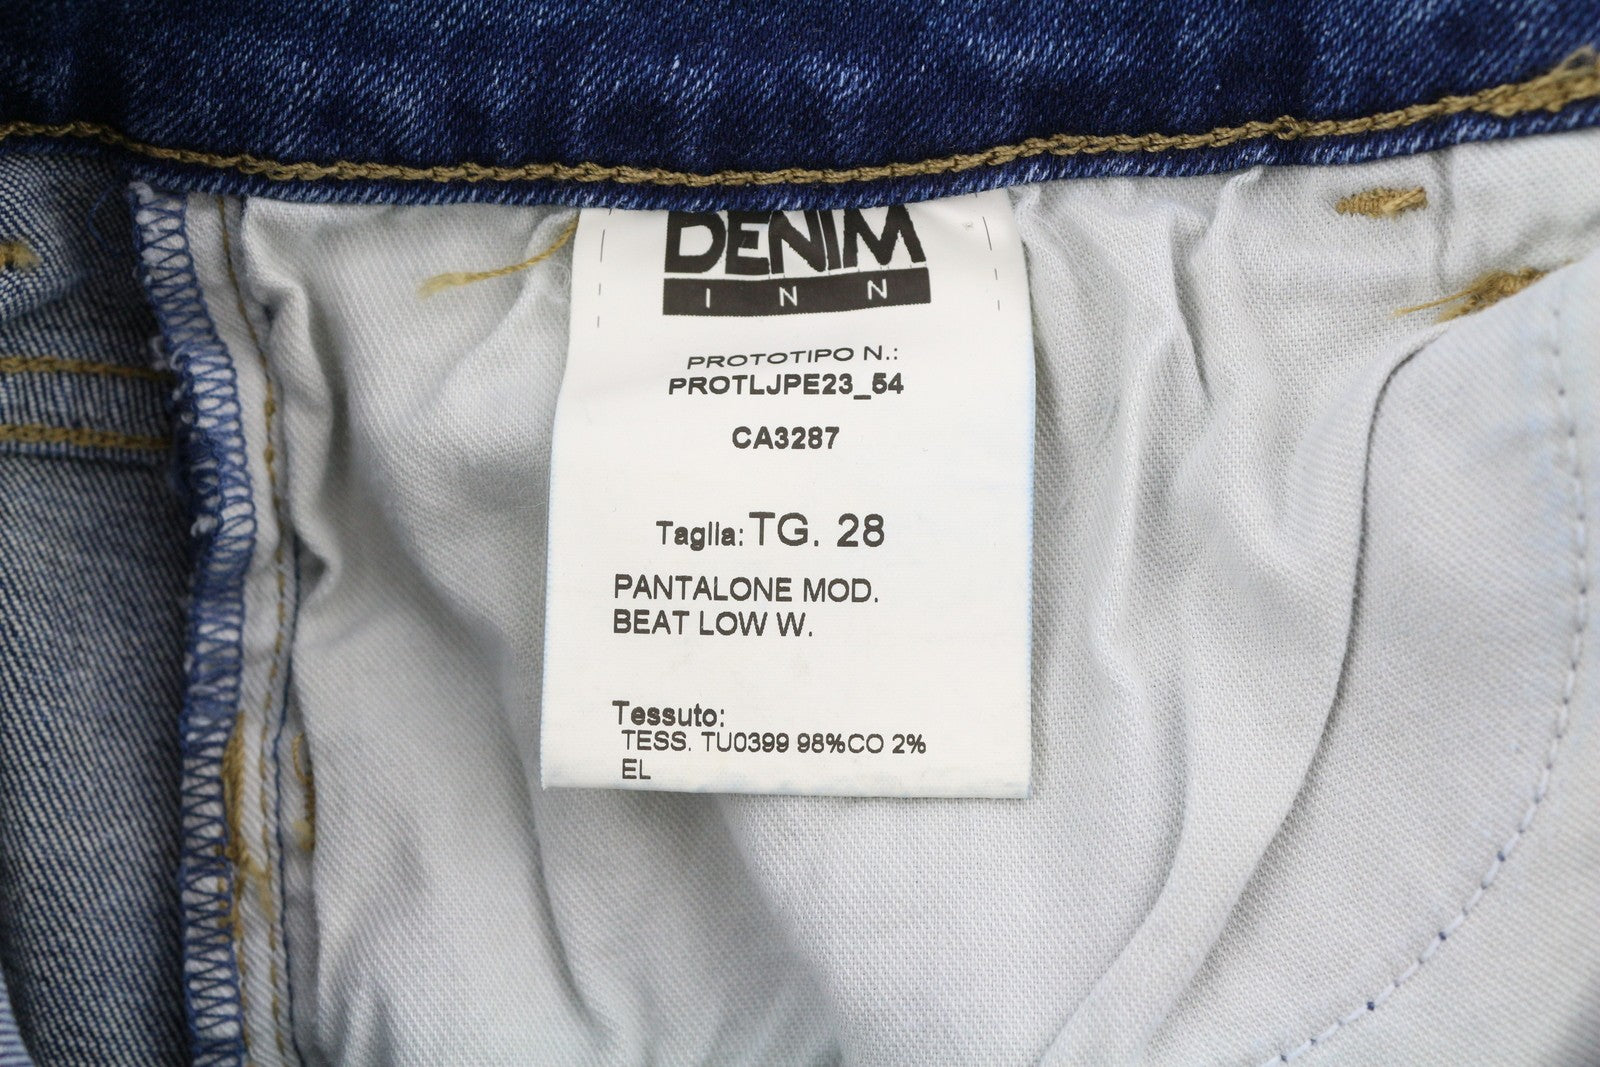 DENIM
INN
PROTOTIPO N.:
PROTLJPE23_54
CA3287
Taglia: TG. 28
PANTALONE MOD.
BEAT LOW W.
Tessuto:
TESS. TU0399 98%CO 2%
EL